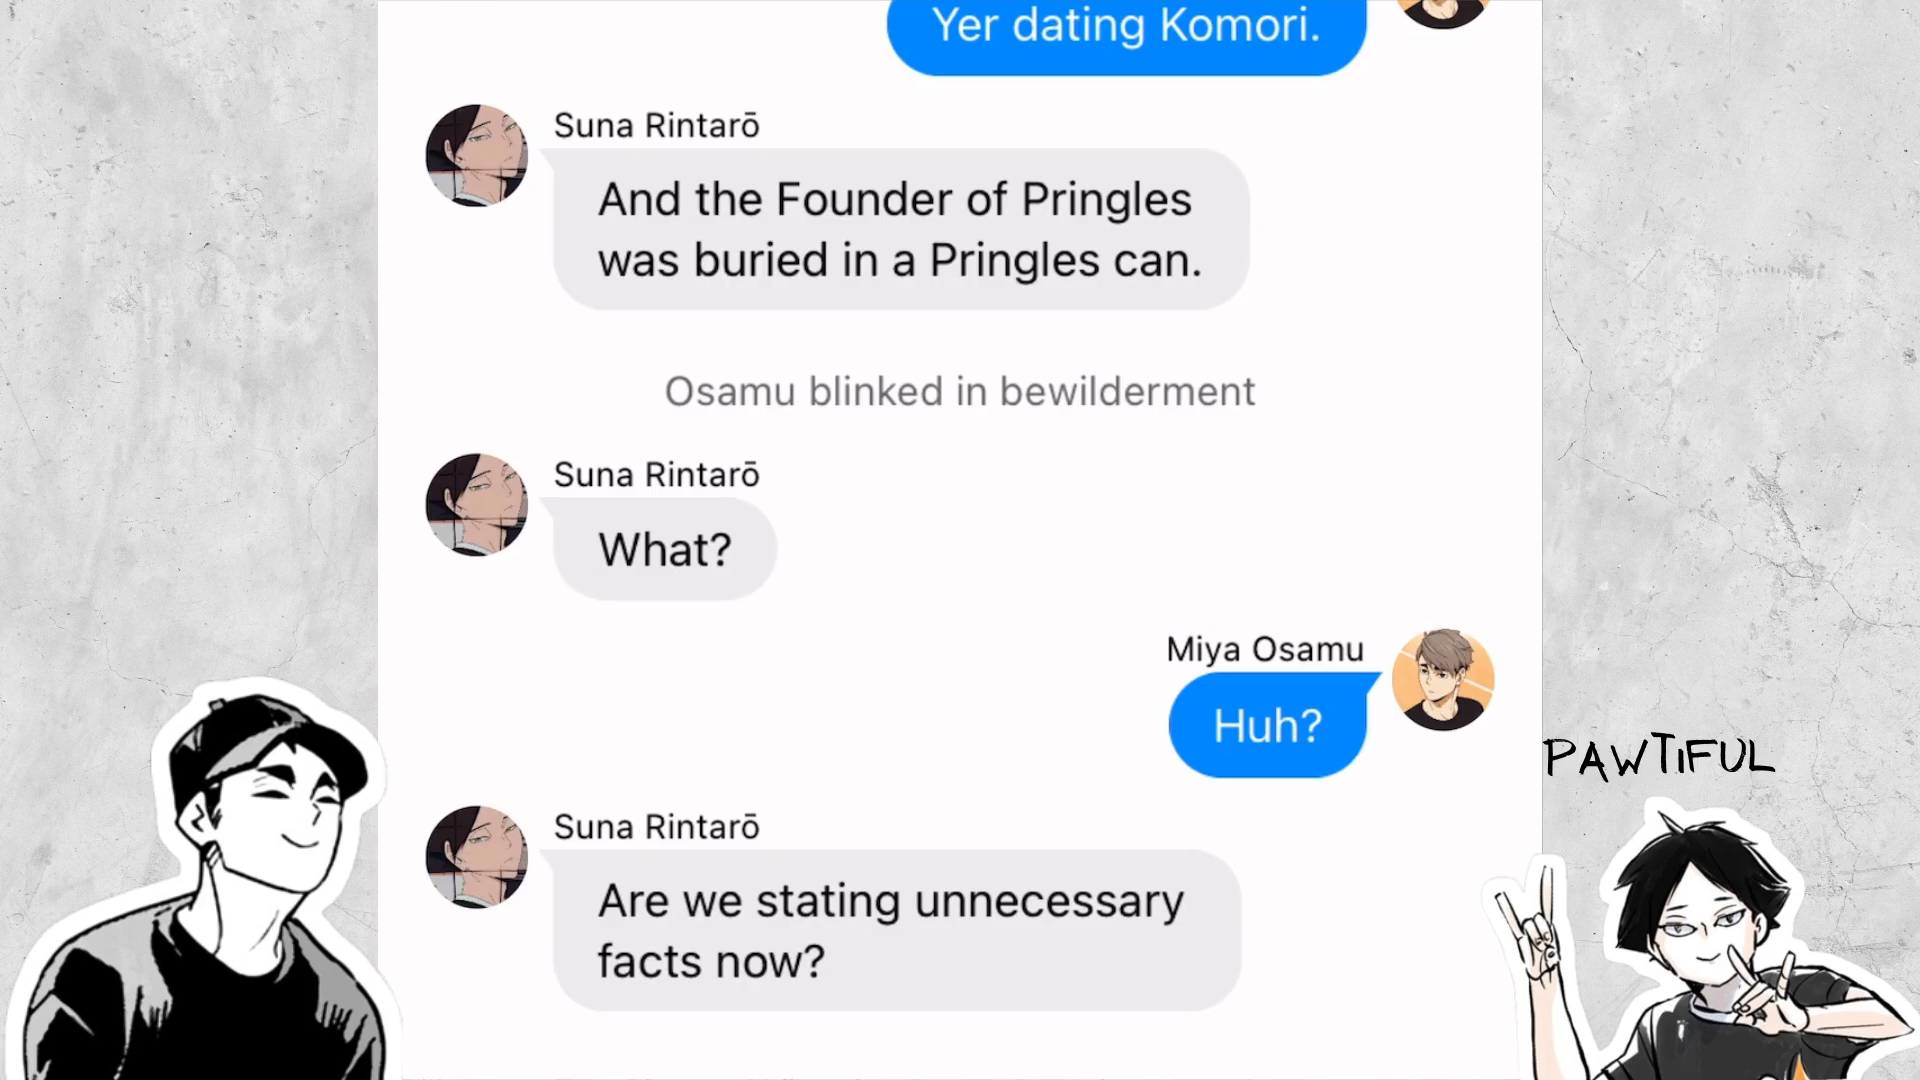 Yer dating Komori.
Suna Rintarō
And the Founder of Pringles
was buried in a Pringles can.
Osamu blinked in bewilderment
Suna Rintarō
What?
Miya Osamu
Huh?
PAWTIFUL
Suna Rintarō
Are we stating unnecessary
facts now?